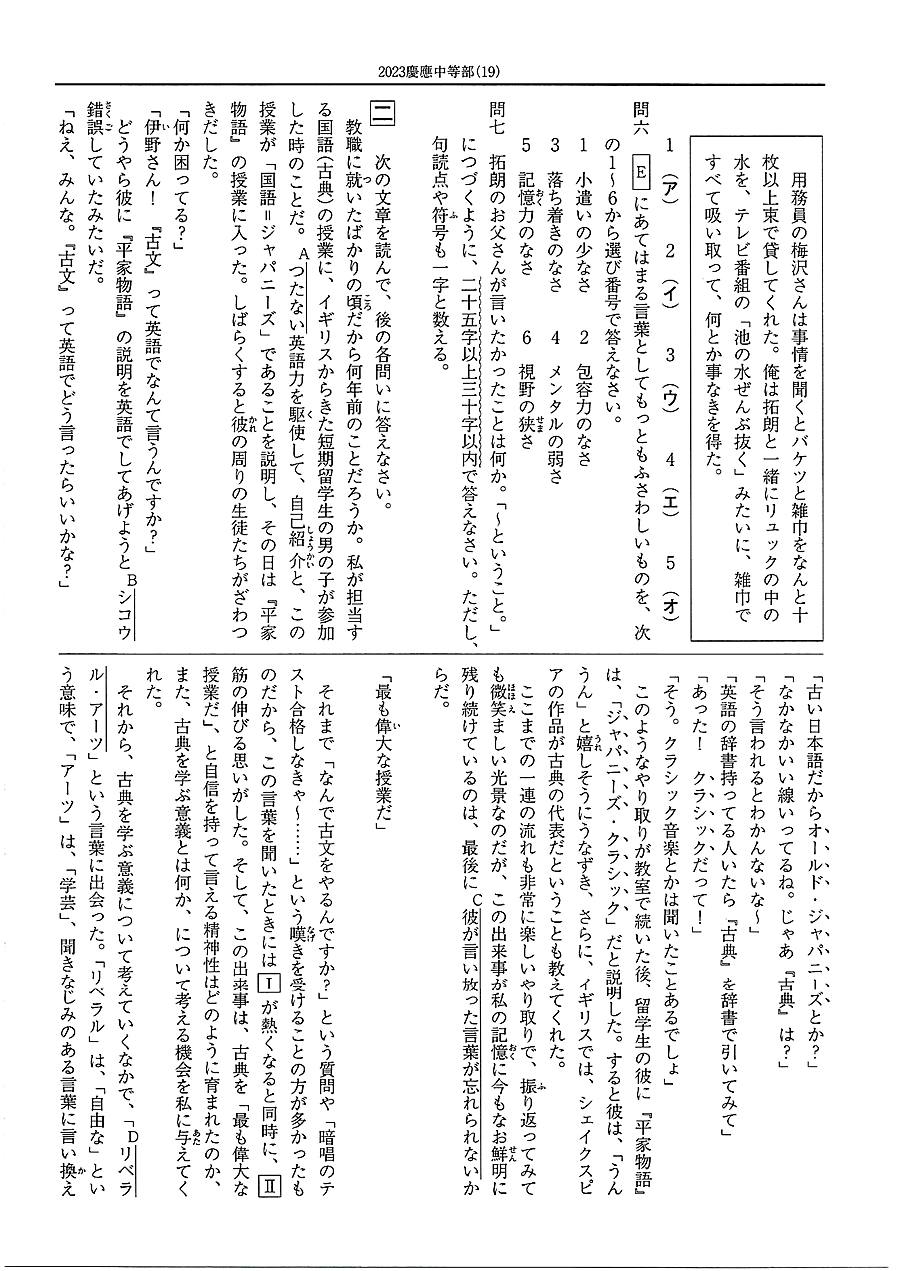 2023慶應中等部(19)
用務員の梅沢さんは事情を聞くとバケツと雑巾をなんと十
枚以上束で貸してくれた。俺は拓朗と一緒にリュックの中の
水を、テレビ番組の「池の水ぜんぶ抜く」みたいに、雑巾で
すべて吸い取って、何とか事なきを得た。
1 (ア) 2 (イ) 3 (ウ) 4 (エ) 5 (オ)
問六 E にあてはまる言葉としてもっともふさわしいものを、次
の1〜6から選び番号で答えなさい。
1 小遣いの少なさ 2 包容力のなさ
3 落ち着きのなさ 4 メンタルの弱さ
5 記憶力のなさ 6 視野の狭さ
問七 拓朗のお父さんが言いたかったことは何か。「〜ということ。」
につづくように、二十五字以上三十字以内で答えなさい。ただし、
句読点や符号も一字と数える。
二 次の文章を読んで、後の各問いに答えなさい。
教職に就いたばかりの頃だから何年前のことだろうか。私が担当す
る国語(古典)の授業に、イギリスからきた短期留学生の男の子が参加
した時のことだ。Aつたない英語力を駆使して、自己紹介と、この
授業が「国語=ジャパニーズ」であることを説明し、その日は『平家
物語』の授業に入った。しばらくすると彼の周りの生徒たちがざわつ
きだした。
「何か困ってる?」
「伊野さん! 『古文』って英語でなんて言うんですか?」
どうやら彼に『平家物語』の説明を英語でしてあげようとBシコウ
錯誤していたみたいだ。
「ねえ、みんな。『古文』って英語でどう言ったらいいかな?」
「古い日本語だからオールド・ジャパニーズとか?」
「なかなかいい線いってるね。じゃあ『古典』は?」
「そう言われるとわかんないな〜」
「英語の辞書持ってる人いたら『古典』を辞書で引いてみて」
「あった! クラシックだって!」
「そう。クラシック音楽とかは聞いたことあるでしょ」
このようなやり取りが教室で続いた後、留学生の彼に『平家物語』
は、「ジャパニーズ・クラシック」だと説明した。すると彼は、「うん
うん」と嬉しそうにうなずき、さらに、イギリスでは、シェイクスピ
アの作品が古典の代表だということも教えてくれた。
ここまでの一連の流れも非常に楽しいやり取りで、振り返ってみて
も微笑ましい光景なのだが、この出来事が私の記憶に今もなお鮮明に
残り続けているのは、最後にC彼が言い放った言葉が忘れられないか
らだ。
「最も偉大な授業だ」
それまで「なんで古文をやるんですか?」という質問や「暗唱のテ
スト合格しなきゃ〜……」という嘆きを受けることの方が多かったも
のだから、この言葉を聞いたときには I が熱くなると同時に、 II
筋の伸びる思いがした。そして、この出来事は、古典を「最も偉大な
授業だ」、と自信を持って言える精神性はどのように育まれたのか、
また、古典を学ぶ意義とは何か、について考える機会を私に与えてく
れた。
それから、古典を学ぶ意義について考えていくなかで、「Dリベラ
ル・アーツ」という言葉に出会った。「リベラル」は、「自由な」とい
う意味で、「アーツ」は、「学芸」、聞きなじみのある言葉に言い換え